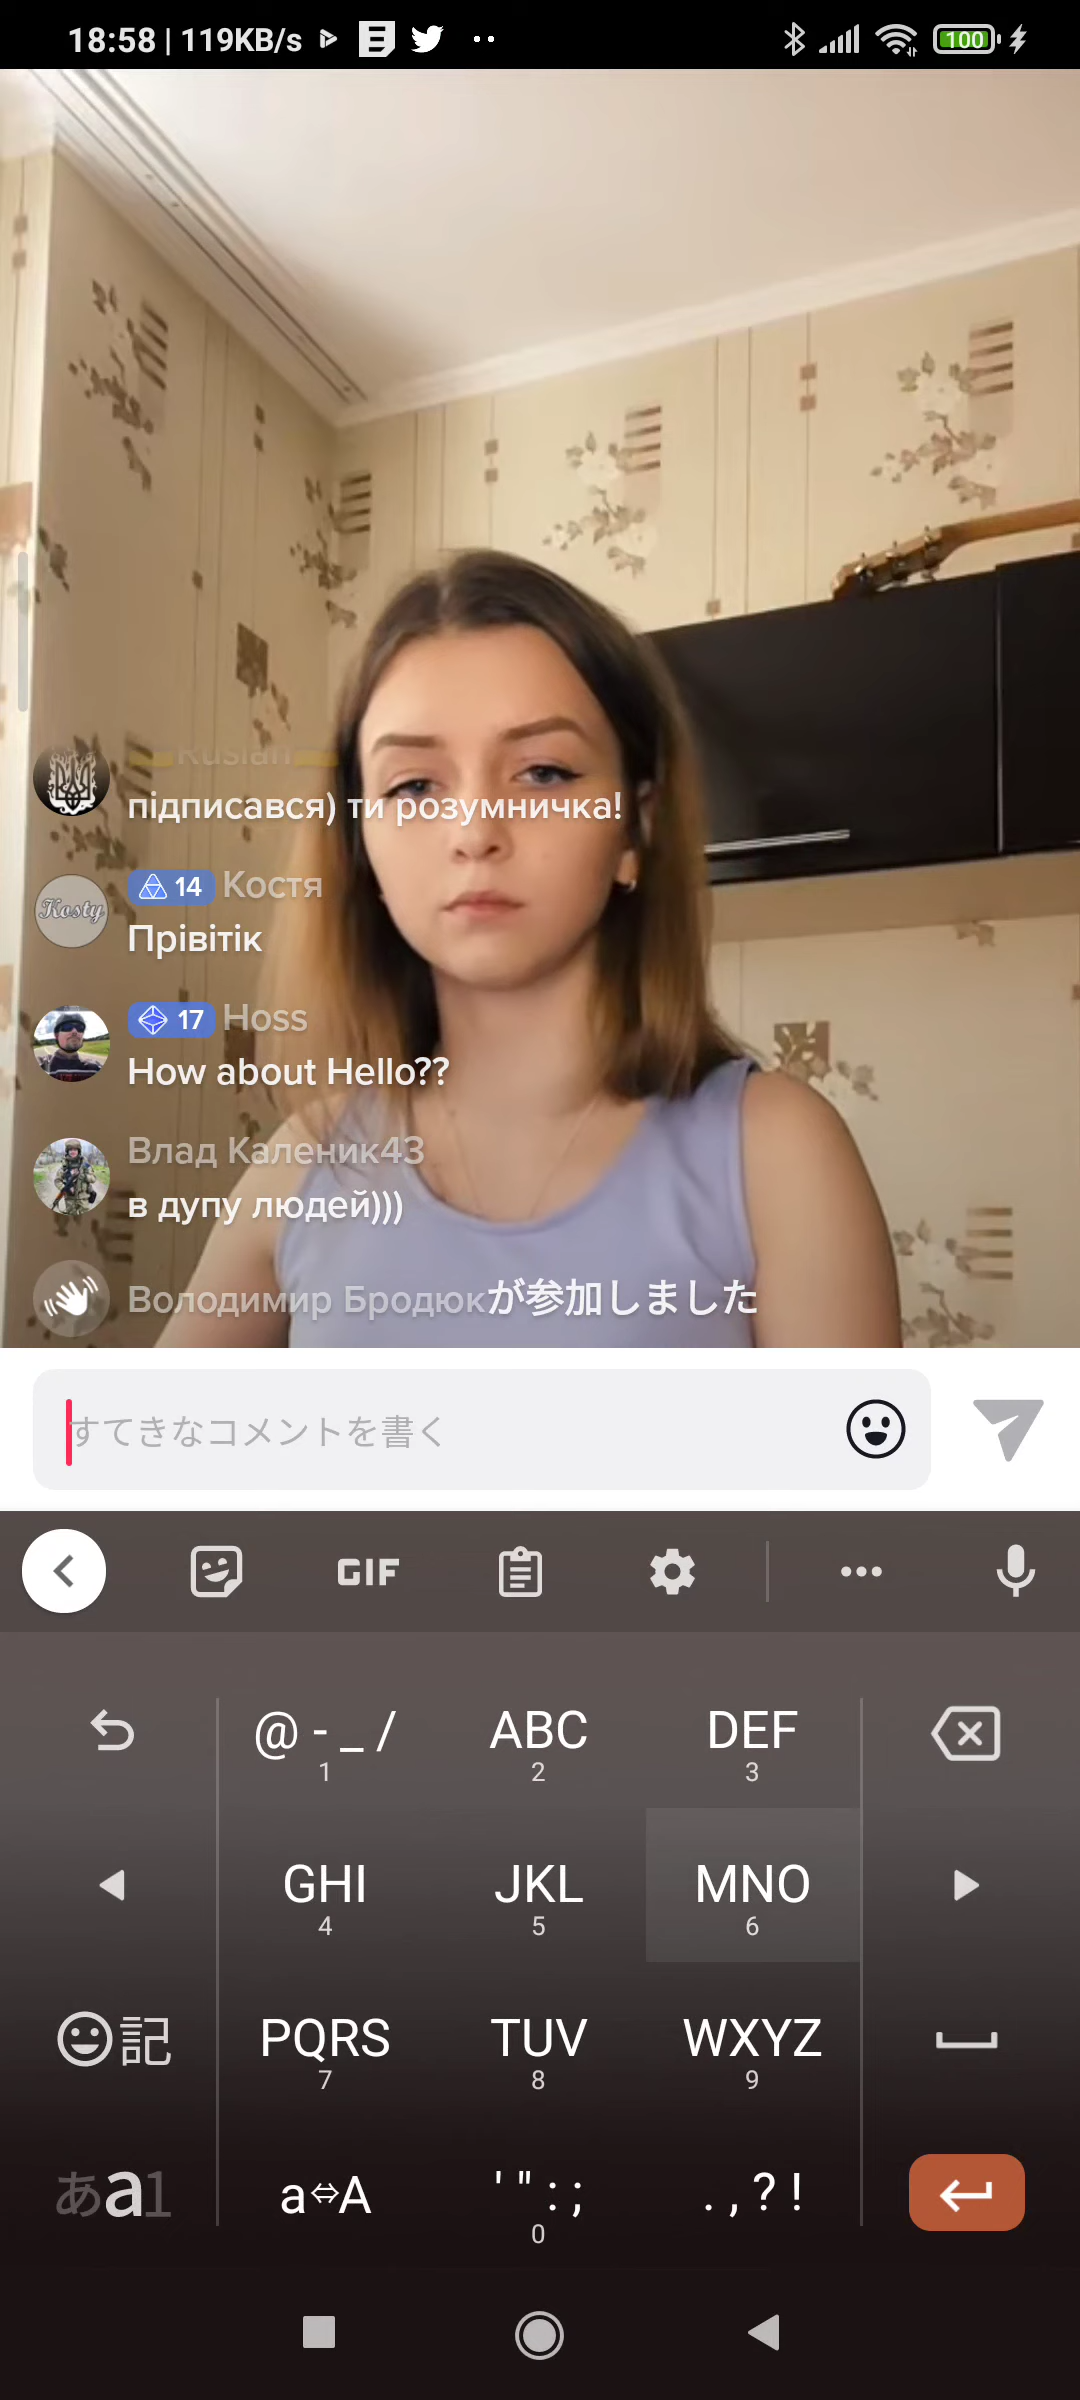 18:58 | 119KB/s
100
Ruslan
підписався) ти розумничка!
Kosty
14 Костя
Прівітік
17 Hoss
How about Hello??
Влад Каленик43
в дупу людей)))
Володимир Бродюкが参加しました
すてきなコメントを書く
GIF
@ - _ / ABC DEF
1 2 3
GHI JKL MNO
4 5 6
記 PQRS TUV WXYZ
7 8 9
あa1 a⇔A ' " : ; . , ? !
0